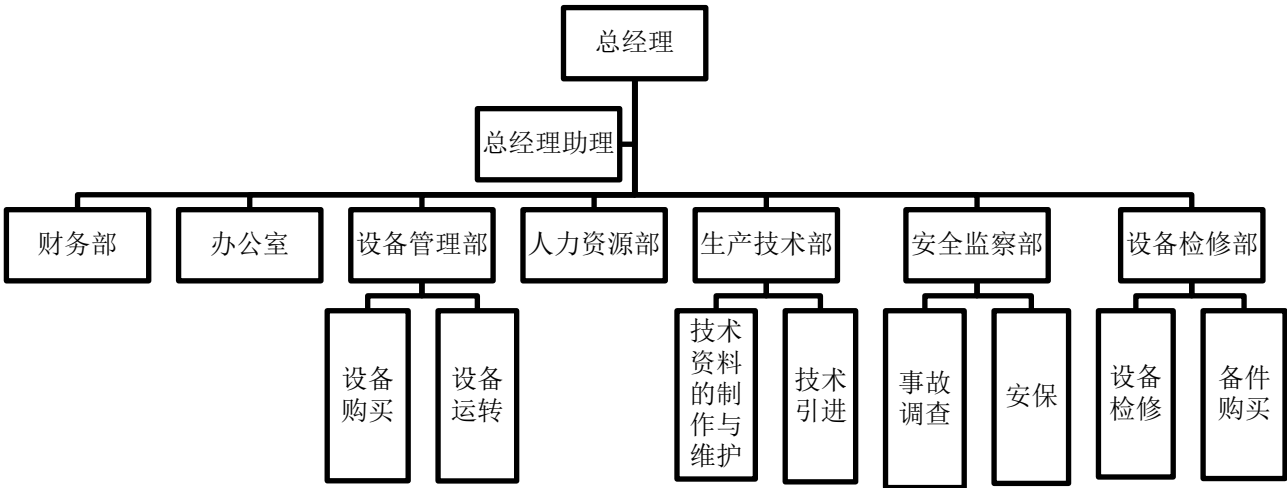 总经理
总经理助理
财务部
办公室
设备管理部
人力资源部
生产技术部
安全监察部
设备检修部
设备
购买
设备
运转
技术
资料
的制
作与
维护
技术
引进
事故
调查
安保
设备
检修
备件
购买